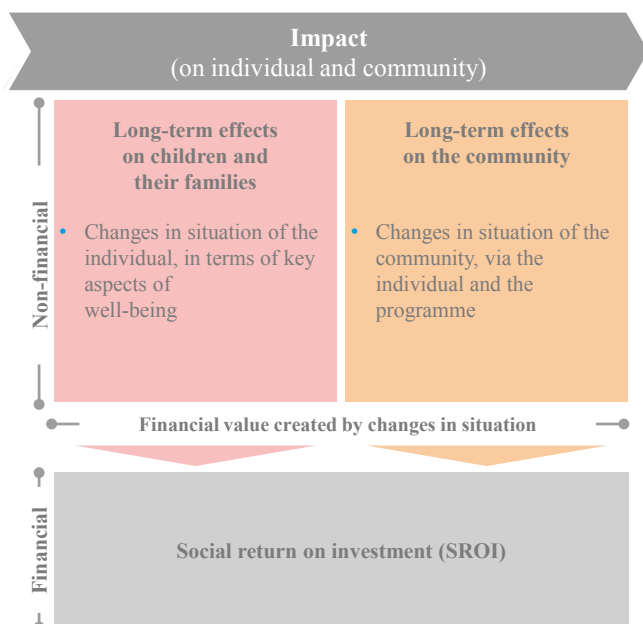 Impact
(on individual and community)
Non-financial
Long-term effects
on children and
their families
• Changes in situation of the
individual, in terms of key
aspects of
well-being
Long-term effects
on the community
• Changes in situation of the
community, via the
individual and the
programme
Financial value created by changes in situation
Financial
Social return on investment (SROI)